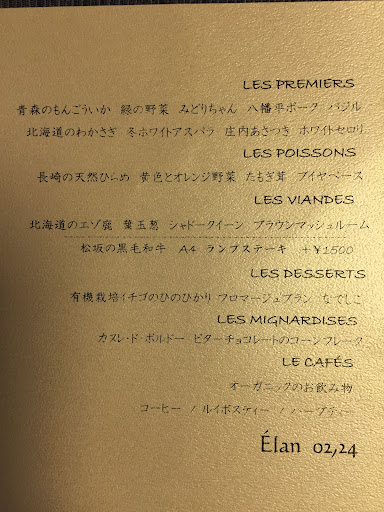 LES PREMIERS
青森のもんごういか 緑の野菜 みどりちゃん 八幡平ポーク バジル
北海道のわかさぎ 冬ホワイトアスパラ 庄内あさつき ホワイトセロリ
LES POISSONS
長崎の天然ひらめ 黄色とオレンジ野菜 たもぎ茸 ブイヤベース
LES VIANDES
北海道のエゾ鹿 葉玉葱 シャドークイーン ブラウンマッシュルーム
松坂の黒毛和牛 A4 ランプステーキ +¥1500
LES DESSERTS
有機栽培イチゴのひのひかり フロマージュブラン なでしこ
LES MIGNARDISES
カヌレ・ド・ボルドー ビターチョコレートのコーンフレーク
LE CAFÉS
オーガニックのお飲み物
コーヒー / ルイボスティー / ハーブティー
Élan 02,24